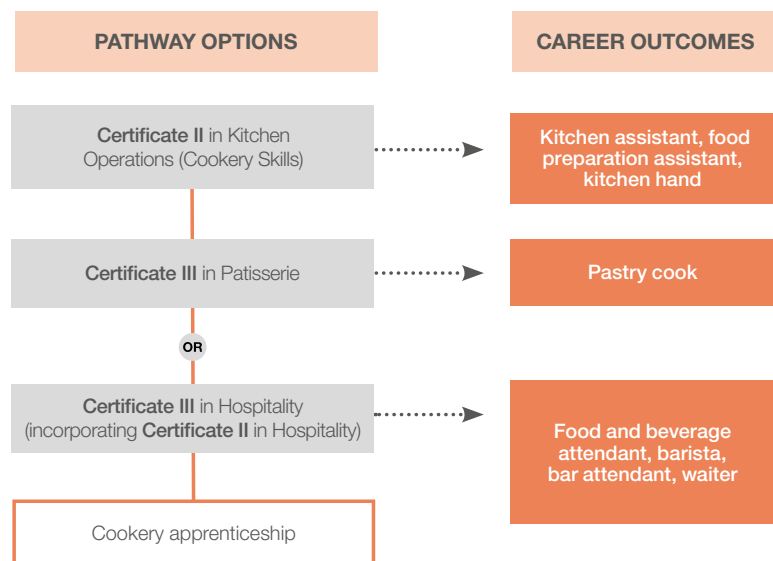 PATHWAY OPTIONS
CAREER OUTCOMES
Certificate II in Kitchen
Operations (Cookery Skills)
Kitchen assistant, food
preparation assistant,
kitchen hand
Certificate III in Patisserie
Pastry cook
OR
Certificate III in Hospitality
(incorporating Certificate II in Hospitality)
Food and beverage
attendant, barista,
bar attendant, waiter
Cookery apprenticeship